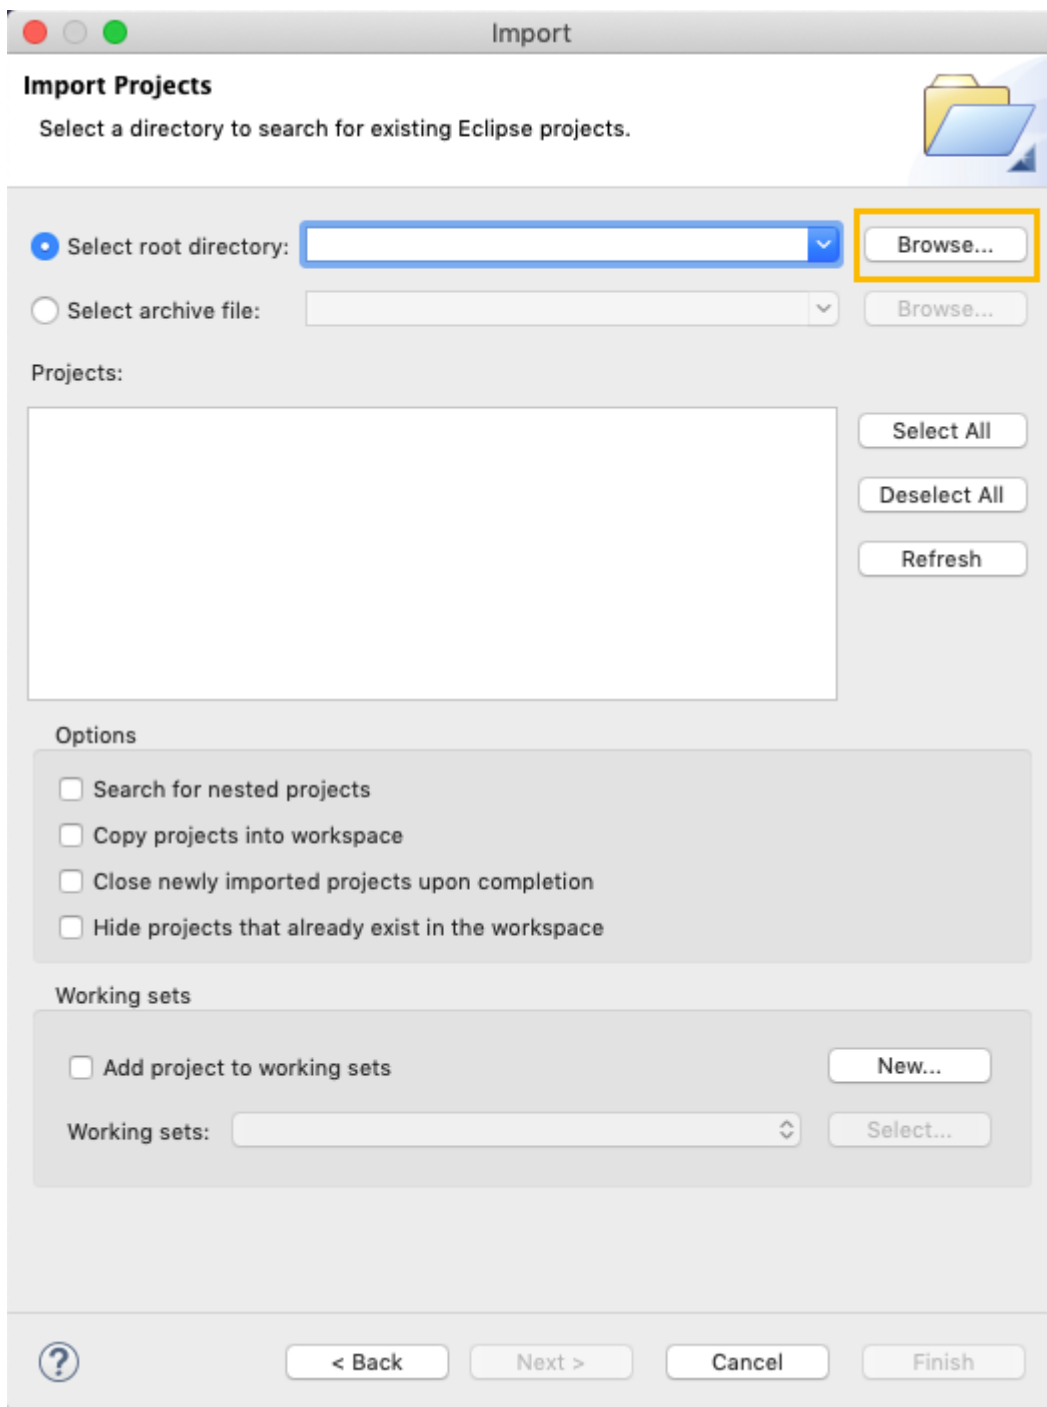 Import
Import Projects
Select a directory to search for existing Eclipse projects.
Select root directory: Browse...
Select archive file: Browse...
Projects:
Select All
Deselect All
Refresh
Options
Search for nested projects
Copy projects into workspace
Close newly imported projects upon completion
Hide projects that already exist in the workspace
Working sets
Add project to working sets New...
Working sets: Select...
? < Back Next > Cancel Finish